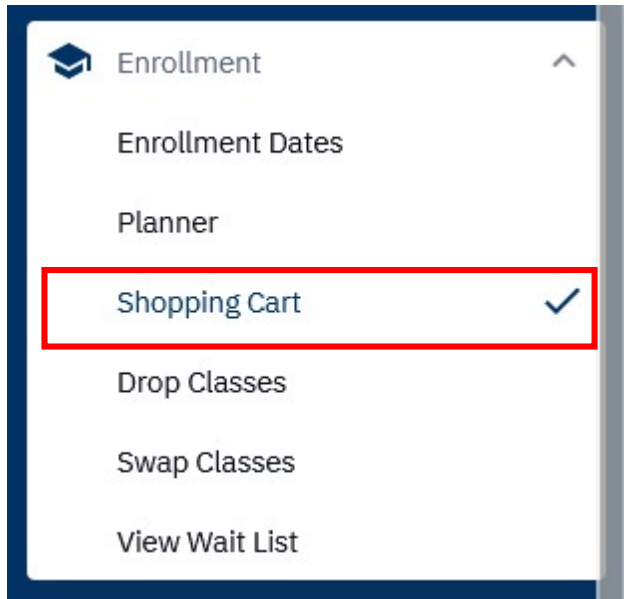 Enrollment
Enrollment Dates
Planner
Shopping Cart
Drop Classes
Swap Classes
View Wait List